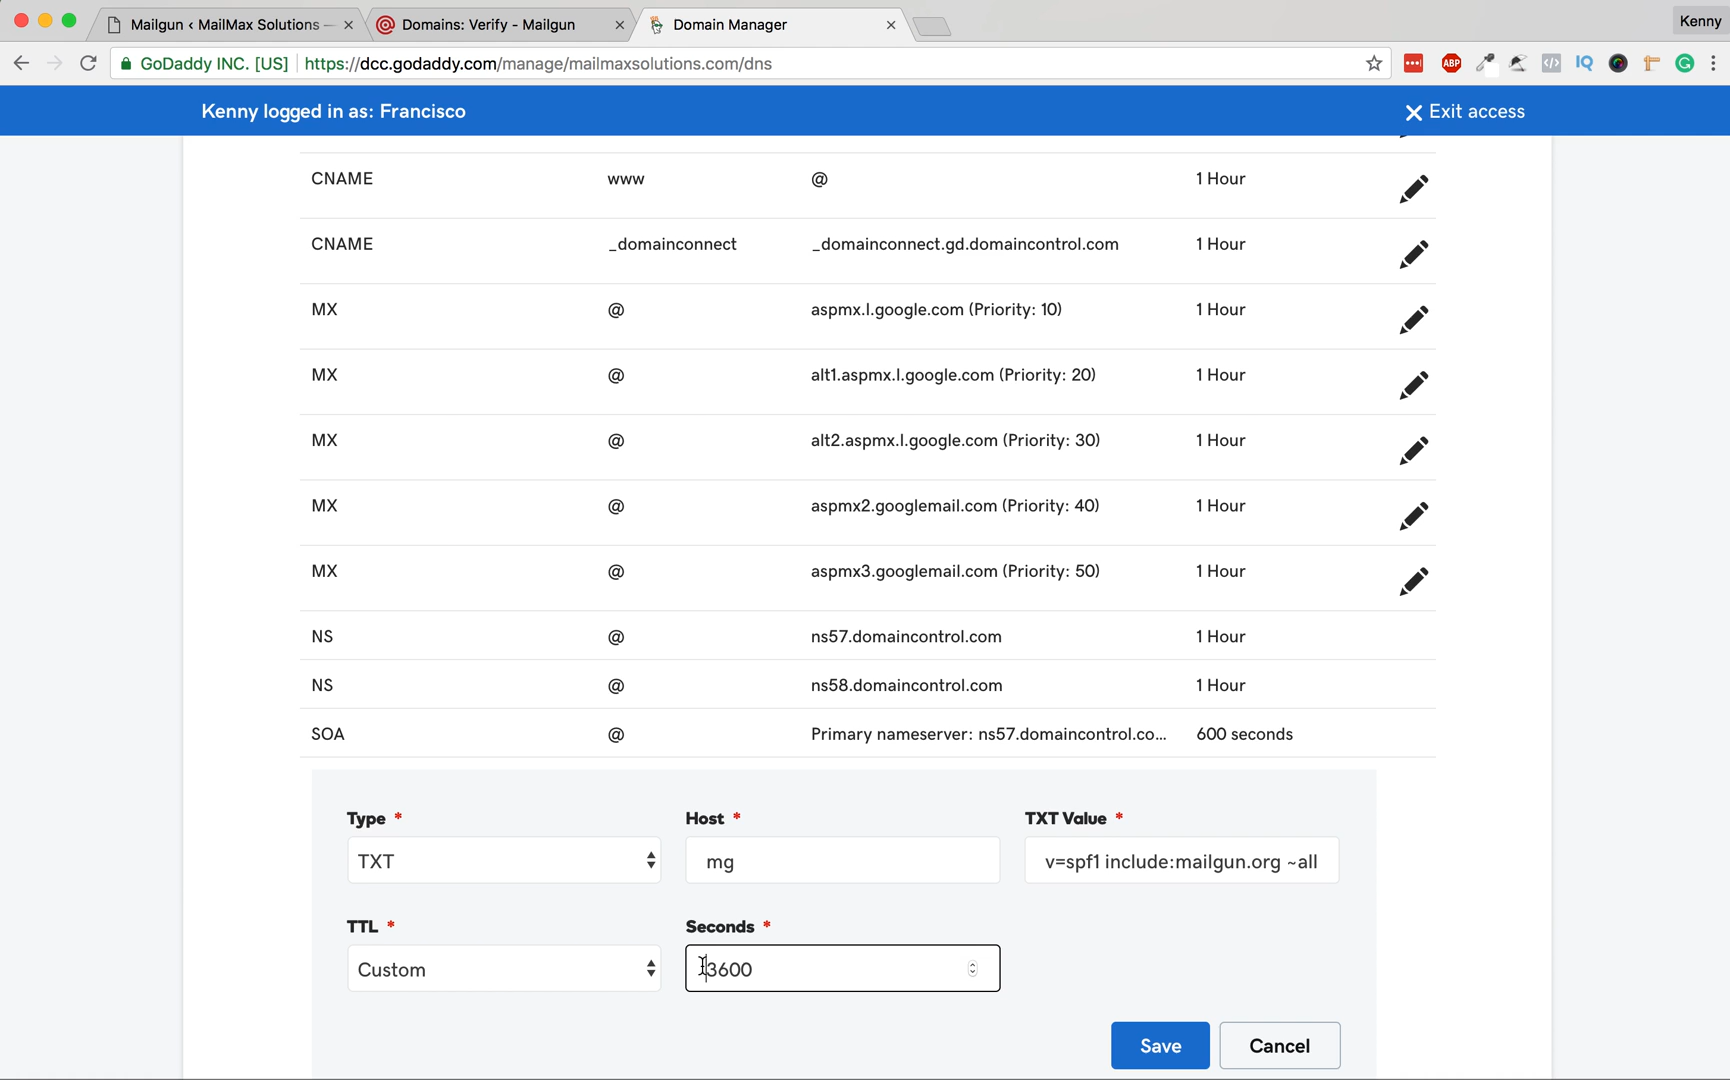 Mailgun ‹ MailMax Solutions —
Domains: Verify - Mailgun
Domain Manager
Kenny
GoDaddy INC. [US]
https://dcc.godaddy.com/manage/mailmaxsolutions.com/dns
ABP
IQ
Kenny logged in as: Francisco
Exit access
CNAME www @ 1 Hour
CNAME _domainconnect _domainconnect.gd.domaincontrol.com 1 Hour
MX @ aspmx.l.google.com (Priority: 10) 1 Hour
MX @ alt1.aspmx.l.google.com (Priority: 20) 1 Hour
MX @ alt2.aspmx.l.google.com (Priority: 30) 1 Hour
MX @ aspmx2.googlemail.com (Priority: 40) 1 Hour
MX @ aspmx3.googlemail.com (Priority: 50) 1 Hour
NS @ ns57.domaincontrol.com 1 Hour
NS @ ns58.domaincontrol.com 1 Hour
SOA @ Primary nameserver: ns57.domaincontrol.co... 600 seconds
Type * Host * TXT Value *
TXT mg v=spf1 include:mailgun.org ~all
TTL * Seconds *
Custom 3600
Save Cancel